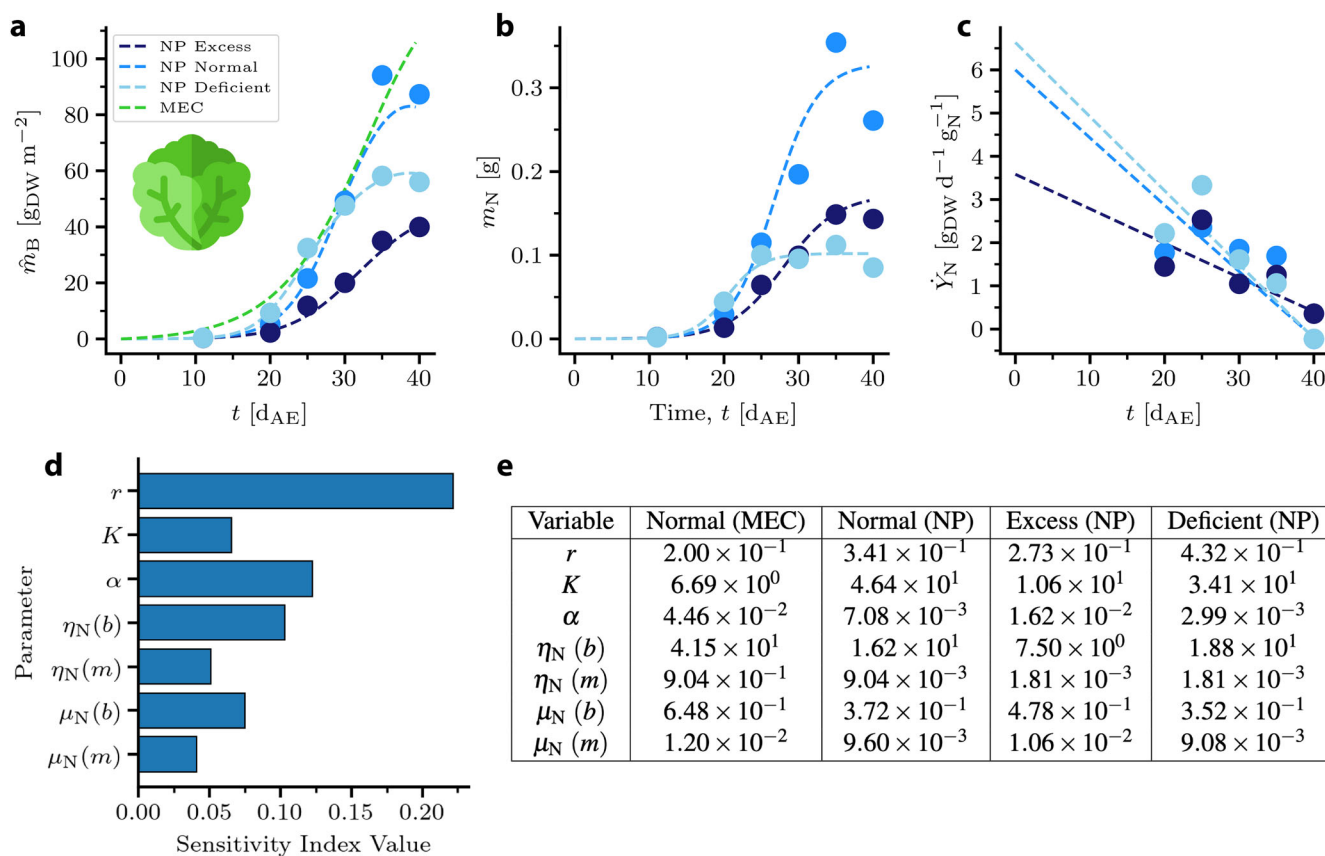 a
NP Excess
NP Normal
NP Deficient
MEC
100
80
60
40
20
0
m̂B [gDW m−2]
0 10 20 30 40
t [dAE]
b
0.3
0.2
0.1
0.0
mN [g]
0 10 20 30 40
Time, t [dAE]
c
6
5
4
3
2
1
0
ẎN [gDW d−1 gN−1]
0 10 20 30 40
t [dAE]
d
Parameter
r
K
α
ηN(b)
ηN(m)
μN(b)
μN(m)
0.00 0.05 0.10 0.15 0.20
Sensitivity Index Value
e
Variable Normal (MEC) Normal (NP) Excess (NP) Deficient (NP)
r 2.00 × 10−1 3.41 × 10−1 2.73 × 10−1 4.32 × 10−1
K 6.69 × 100 4.64 × 101 1.06 × 101 3.41 × 101
α 4.46 × 10−2 7.08 × 10−3 1.62 × 10−2 2.99 × 10−3
ηN (b) 4.15 × 101 1.62 × 101 7.50 × 100 1.88 × 101
ηN (m) 9.04 × 10−1 9.04 × 10−3 1.81 × 10−3 1.81 × 10−3
μN (b) 6.48 × 10−1 3.72 × 10−1 4.78 × 10−1 3.52 × 10−1
μN (m) 1.20 × 10−2 9.60 × 10−3 1.06 × 10−2 9.08 × 10−3